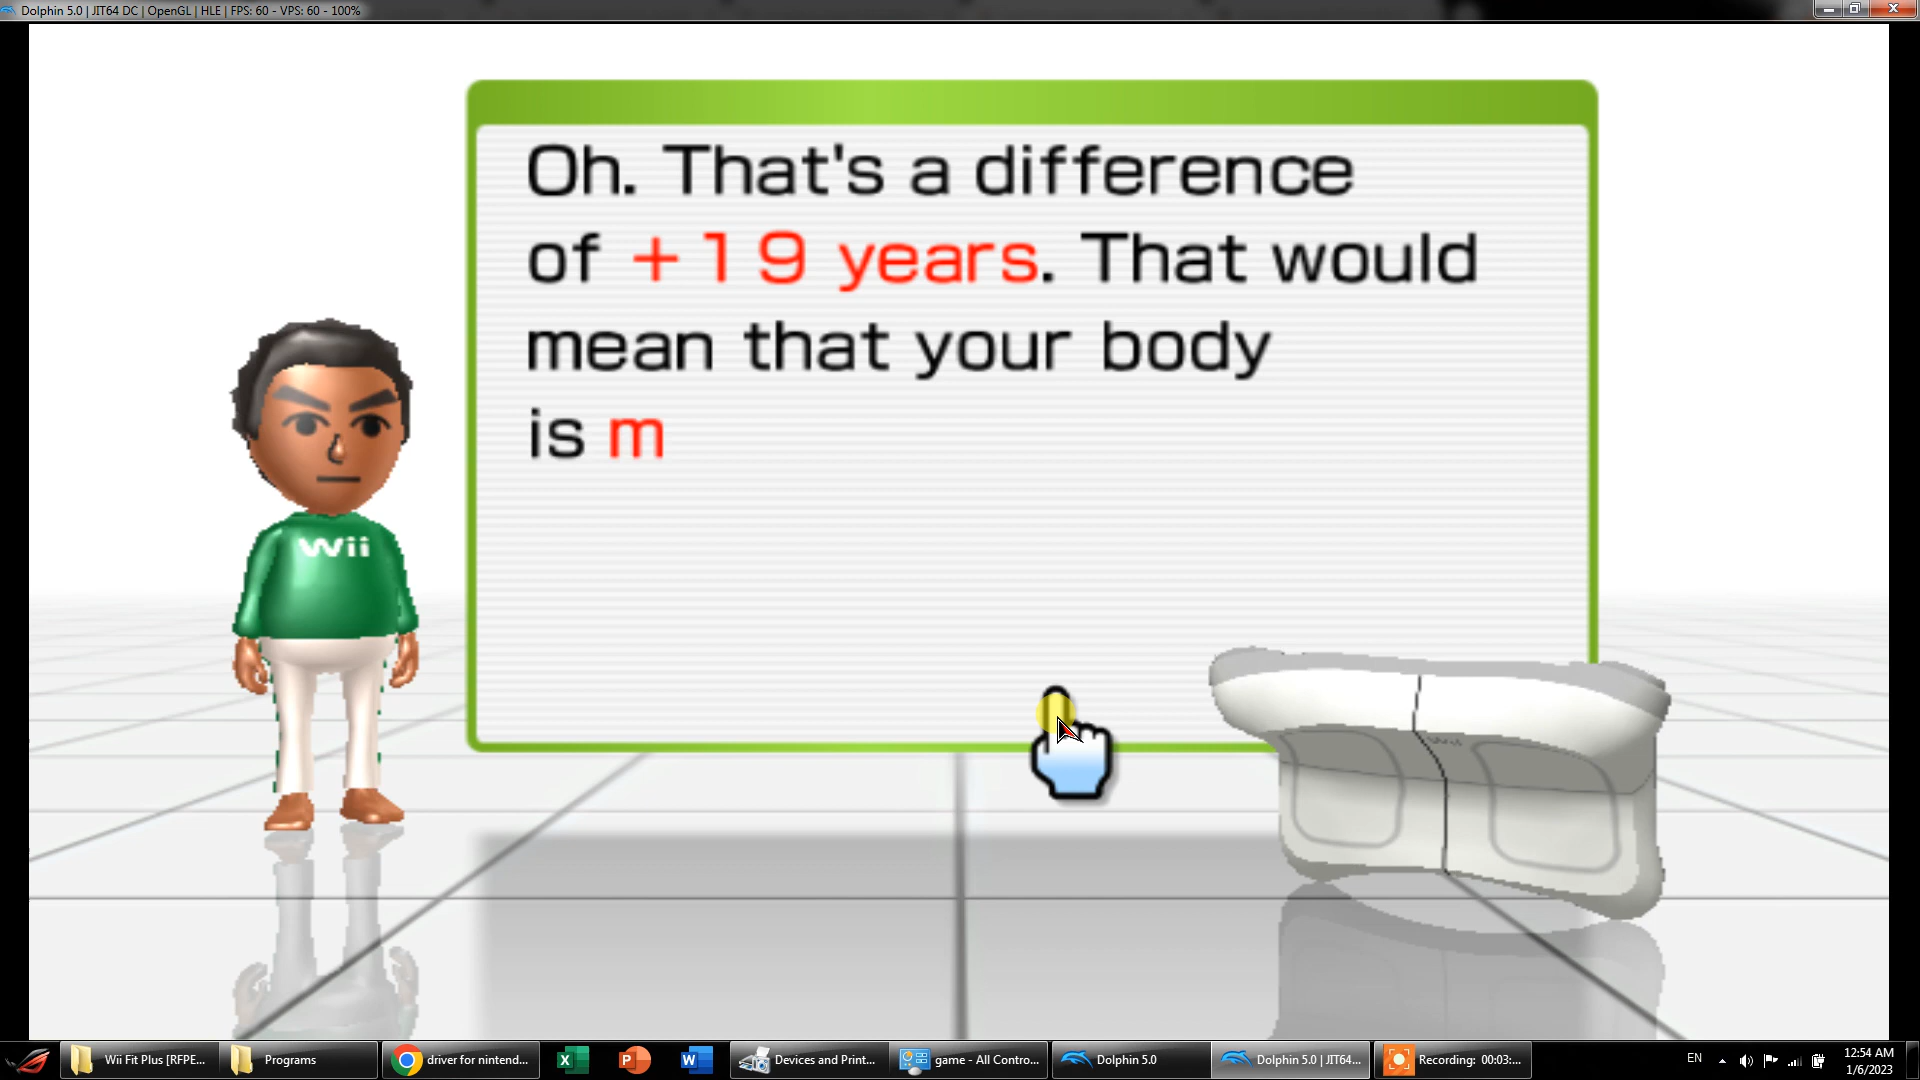 Dolphin 5.0 | JIT64 DC | OpenGL | HLE | FPS: 60 - VPS: 60 - 100%
Oh. That's a difference
of +19 years. That would
mean that your body
is m
Wii
Wii Fit Plus [RFPE...
Programs
driver for nintend...
Devices and Print...
game - All Contro...
Dolphin 5.0
Dolphin 5.0 | JIT64...
Recording: 00:03:...
EN
12:54 AM
1/6/2023